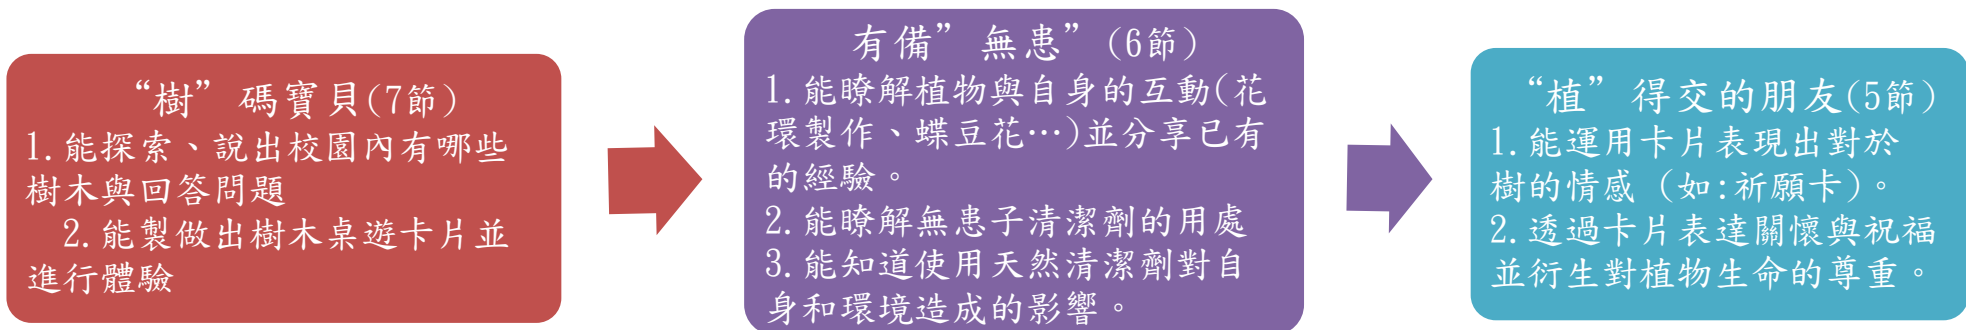 “樹”碼寶貝(7節)
1.能探索、說出校園內有哪些
樹木與回答問題
2.能製做出樹木桌遊卡片並
進行體驗
有備”無患”(6節)
1.能瞭解植物與自身的互動(花
環製作、蝶豆花…)並分享已有
的經驗。
2.能瞭解無患子清潔劑的用處
3.能知道使用天然清潔劑對自
身和環境造成的影響。
“植”得交的朋友(5節)
1.能運用卡片表現出對於
樹的情感 (如:祈願卡)。
2.透過卡片表達關懷與祝福
並衍生對植物生命的尊重。